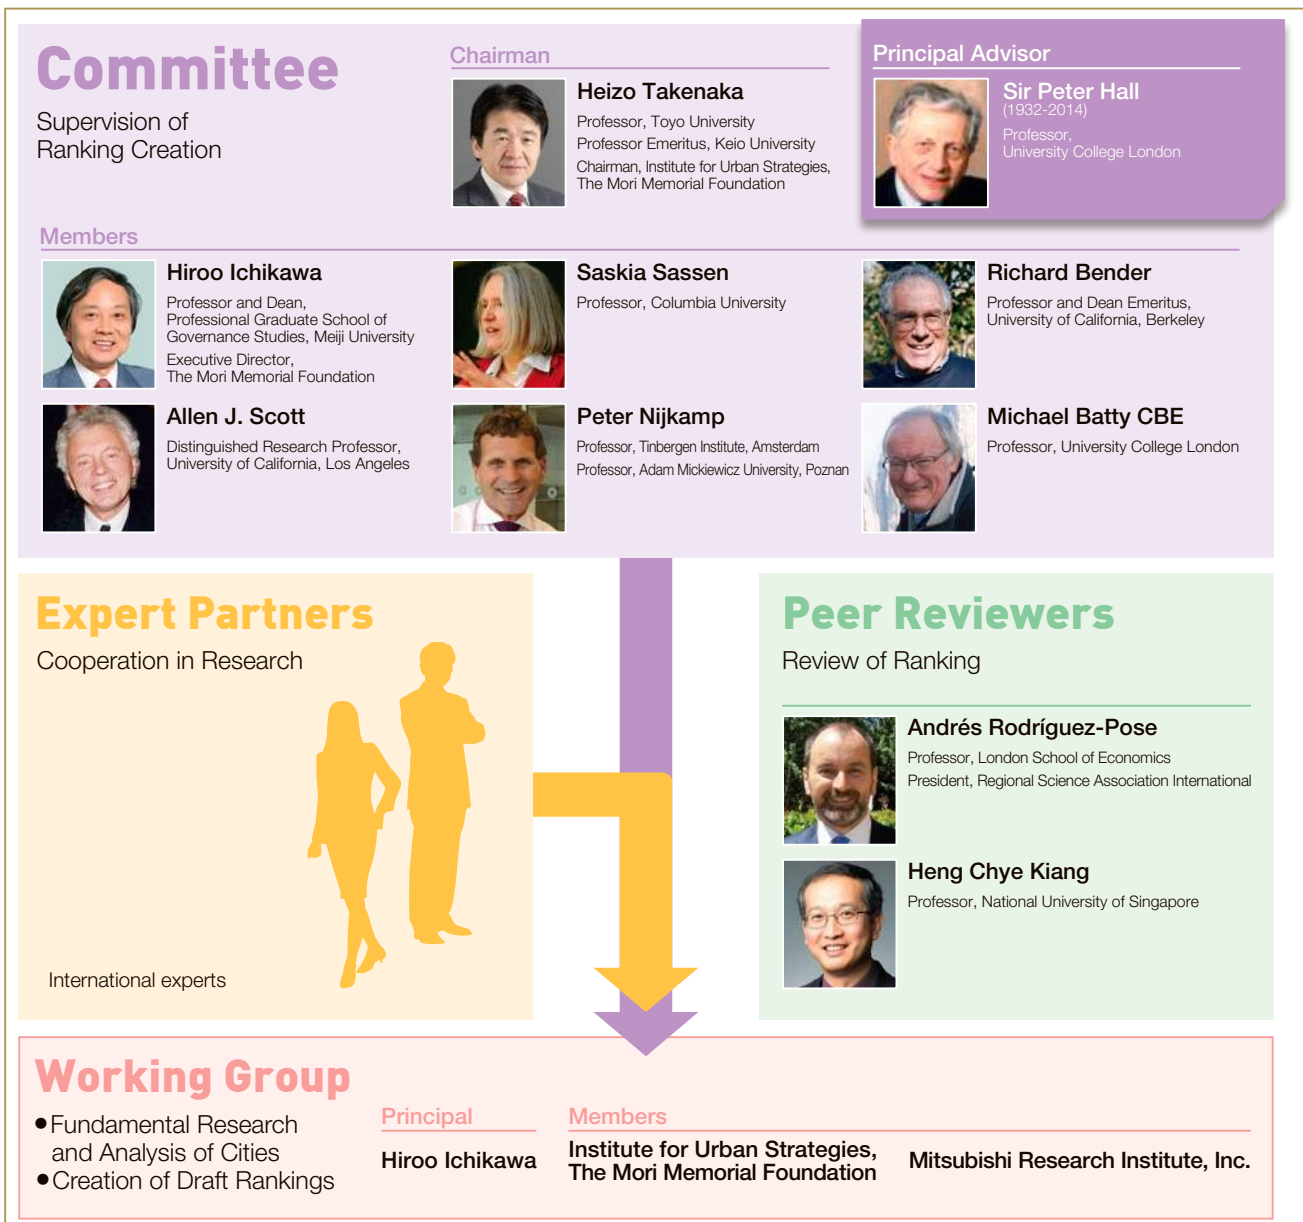 Committee
Supervision of
Ranking Creation
Chairman
Heizo Takenaka
Professor, Toyo University
Professor Emeritus, Keio University
Chairman, Institute for Urban Strategies,
The Mori Memorial Foundation
Principal Advisor
Sir Peter Hall
(1932-2014)
Professor,
University College London
Members
Hiroo Ichikawa
Professor and Dean,
Professional Graduate School of
Governance Studies, Meiji University
Executive Director,
The Mori Memorial Foundation
Saskia Sassen
Professor, Columbia University
Richard Bender
Professor and Dean Emeritus,
University of California, Berkeley
Allen J. Scott
Distinguished Research Professor,
University of California, Los Angeles
Peter Nijkamp
Professor, Tinbergen Institute, Amsterdam
Professor, Adam Mickiewicz University, Poznan
Michael Batty CBE
Professor, University College London
Expert Partners
Cooperation in Research
International experts
Peer Reviewers
Review of Ranking
Andrés Rodríguez-Pose
Professor, London School of Economics
President, Regional Science Association International
Heng Chye Kiang
Professor, National University of Singapore
Working Group
●Fundamental Research
and Analysis of Cities
●Creation of Draft Rankings
Principal
Hiroo Ichikawa
Members
Institute for Urban Strategies,
The Mori Memorial Foundation
Mitsubishi Research Institute, Inc.